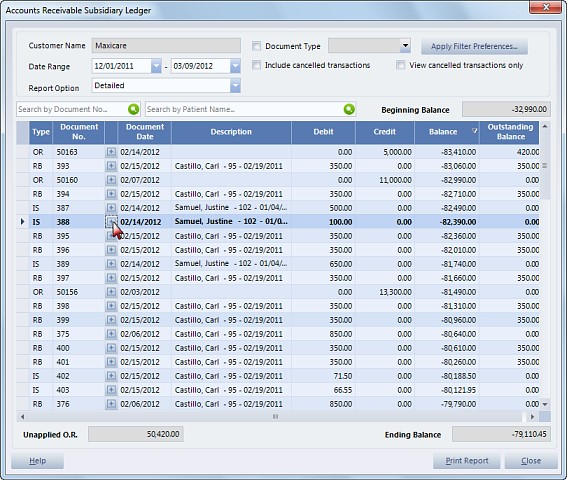 Accounts Receivable Subsidiary Ledger
Customer Name Maxicare Document Type Apply Filter Preferences...
Date Range 12/01/2011 - 03/09/2012 Include cancelled transactions View cancelled transactions only
Report Option Detailed
Search by Document No... Search by Patient Name... Beginning Balance -32,990.00
Type Document No. Document Date Description Debit Credit Balance Outstanding Balance
OR 50163 02/14/2012 0.00 5,000.00 -83,410.00 420.00
RB 393 02/15/2012 Castillo, Carl - 95 - 02/19/2011 350.00 0.00 -83,060.00 350.00
OR 50160 02/07/2012 0.00 11,000.00 -82,990.00 0.00
RB 394 02/15/2012 Castillo, Carl - 95 - 02/19/2011 350.00 0.00 -82,710.00 350.00
IS 387 02/14/2012 Samuel, Justine - 102 - 01/04/... 500.00 0.00 -82,490.00 0.00
IS 388 02/14/2012 Samuel, Justine - 102 - 01/0... 100.00 0.00 -82,390.00 0.00
RB 395 02/15/2012 Castillo, Carl - 95 - 02/19/2011 350.00 0.00 -82,360.00 350.00
RB 396 02/15/2012 Castillo, Carl - 95 - 02/19/2011 350.00 0.00 -82,010.00 350.00
IS 389 02/14/2012 Samuel, Justine - 102 - 01/04/... 650.00 0.00 -81,740.00 350.00
RB 397 02/15/2012 Castillo, Carl - 95 - 02/19/2011 350.00 0.00 -81,660.00 350.00
OR 50156 02/03/2012 0.00 13,300.00 -81,490.00 0.00
RB 398 02/15/2012 Castillo, Carl - 95 - 02/19/2011 350.00 0.00 -81,310.00 350.00
RB 399 02/15/2012 Castillo, Carl - 95 - 02/19/2011 350.00 0.00 -80,960.00 350.00
RB 375 02/06/2012 Castillo, Carl - 95 - 02/19/2011 850.00 0.00 -80,640.00 0.00
RB 400 02/15/2012 Castillo, Carl - 95 - 02/19/2011 350.00 0.00 -80,610.00 350.00
RB 401 02/15/2012 Castillo, Carl - 95 - 02/19/2011 350.00 0.00 -80,260.00 350.00
IS 402 02/15/2012 Castillo, Carl - 95 - 02/19/2011 71.50 0.00 -80,188.50 0.00
IS 403 02/15/2012 Castillo, Carl - 95 - 02/19/2011 66.55 0.00 -80,121.95 0.00
RB 376 02/06/2012 Castillo, Carl - 95 - 02/19/2011 850.00 0.00 -79,790.00 0.00
Unapplied O.R. 50,420.00 Ending Balance -79,110.45
Help Print Report Close